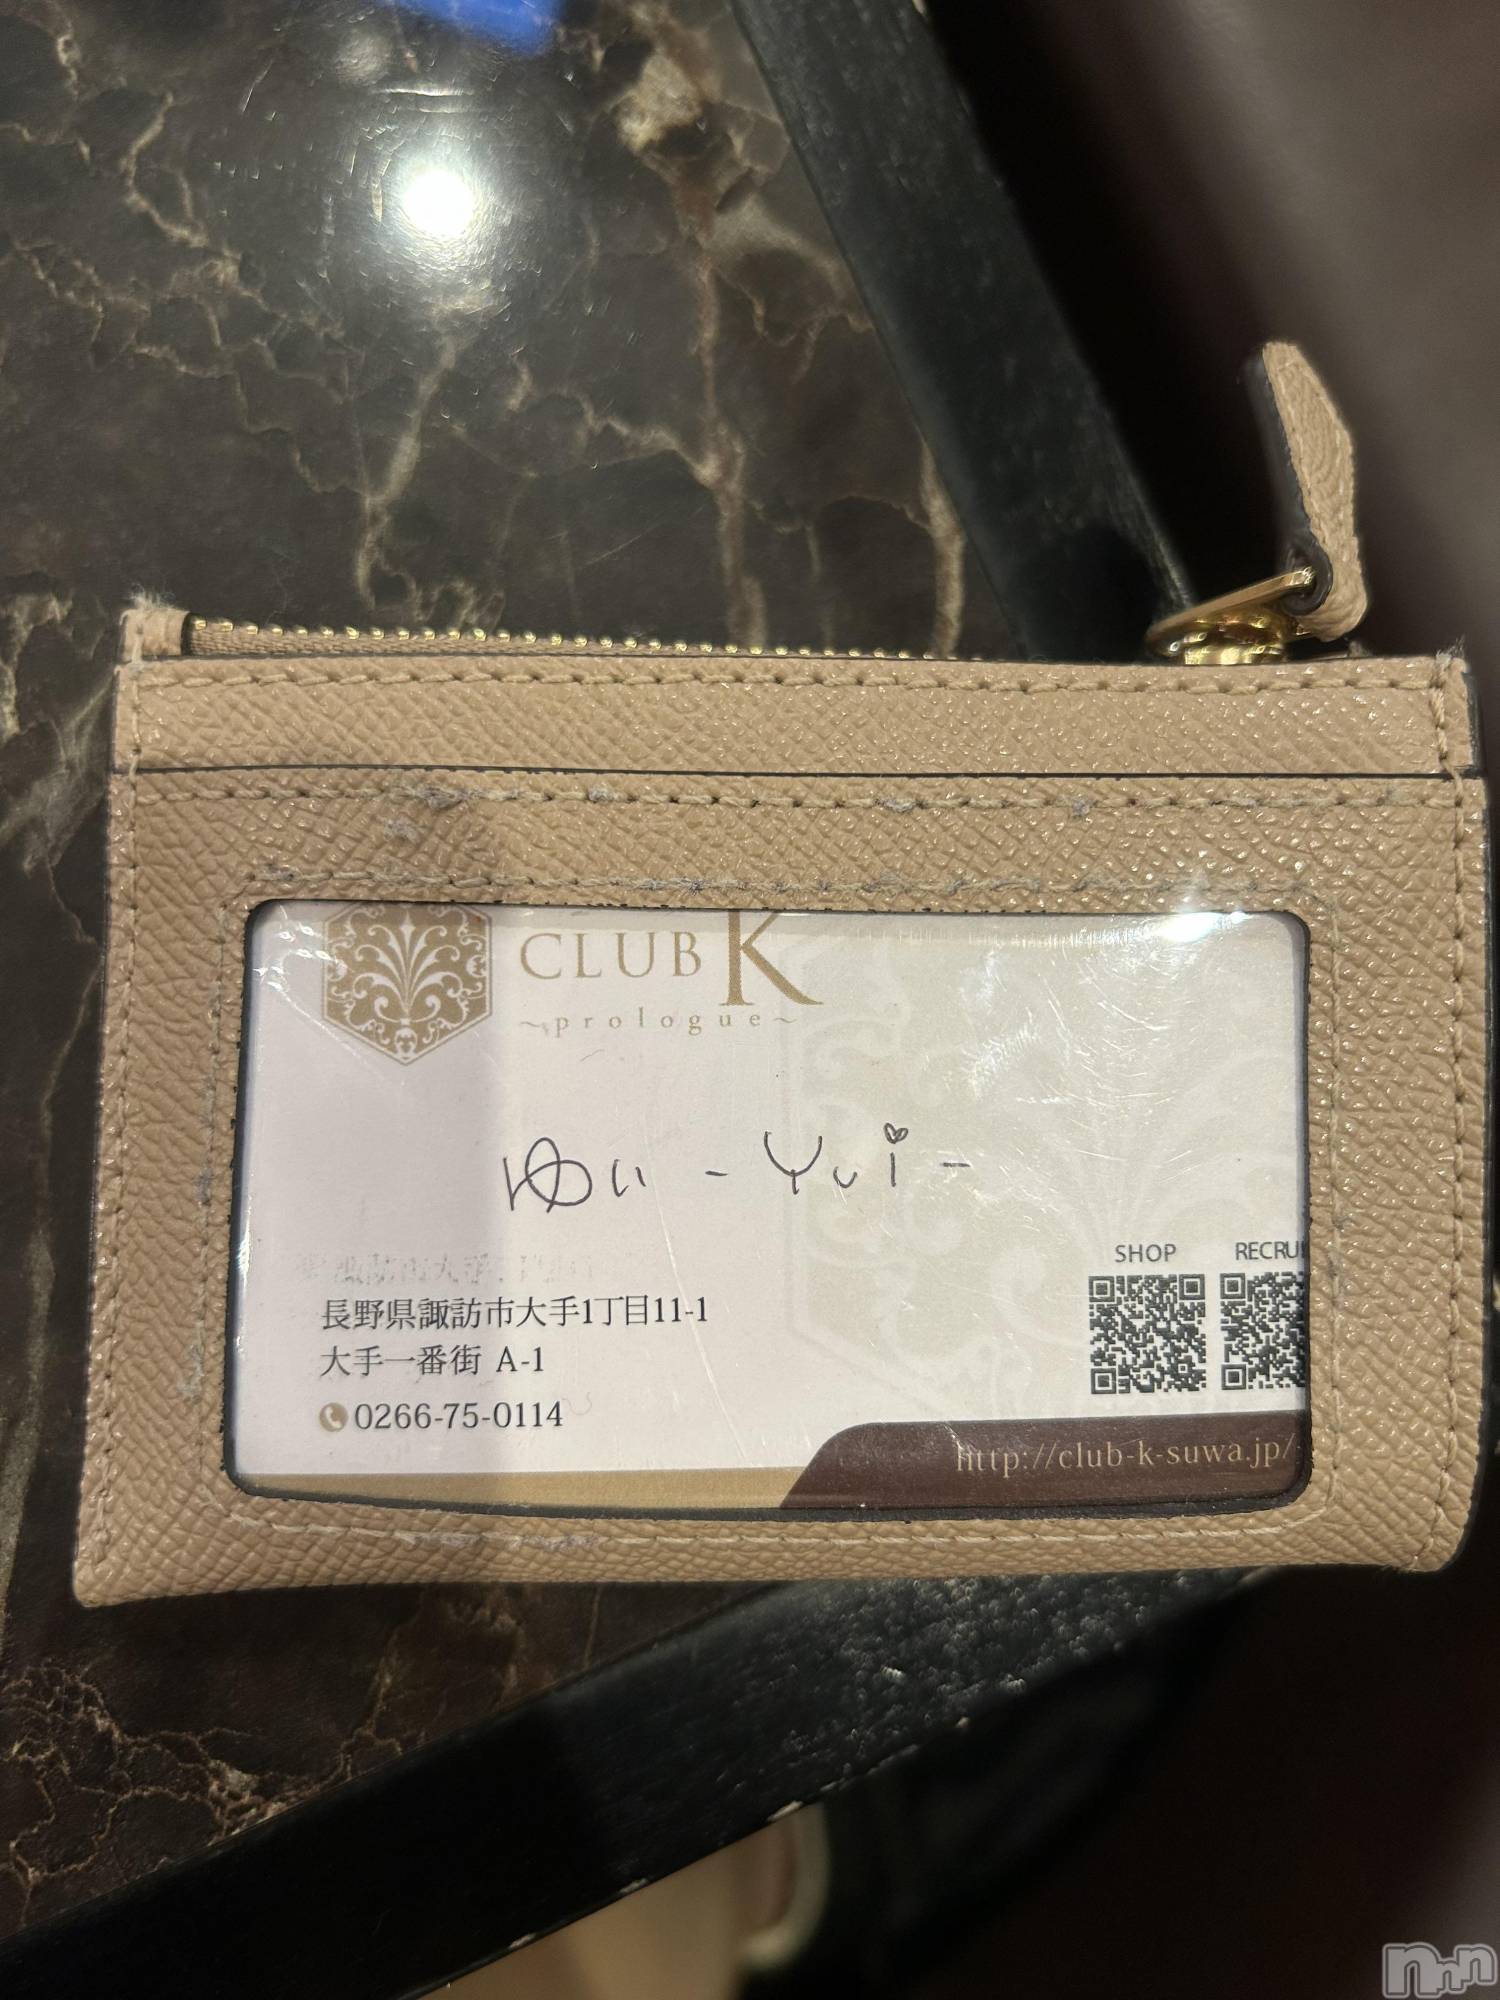 CLUB K
~prologue~
ゆい - Yui -
SHOP RECRUI
長野県諏訪市大手1丁目11-1
大手一番街 A-1
0266-75-0114
http://club-k-suwa.jp/